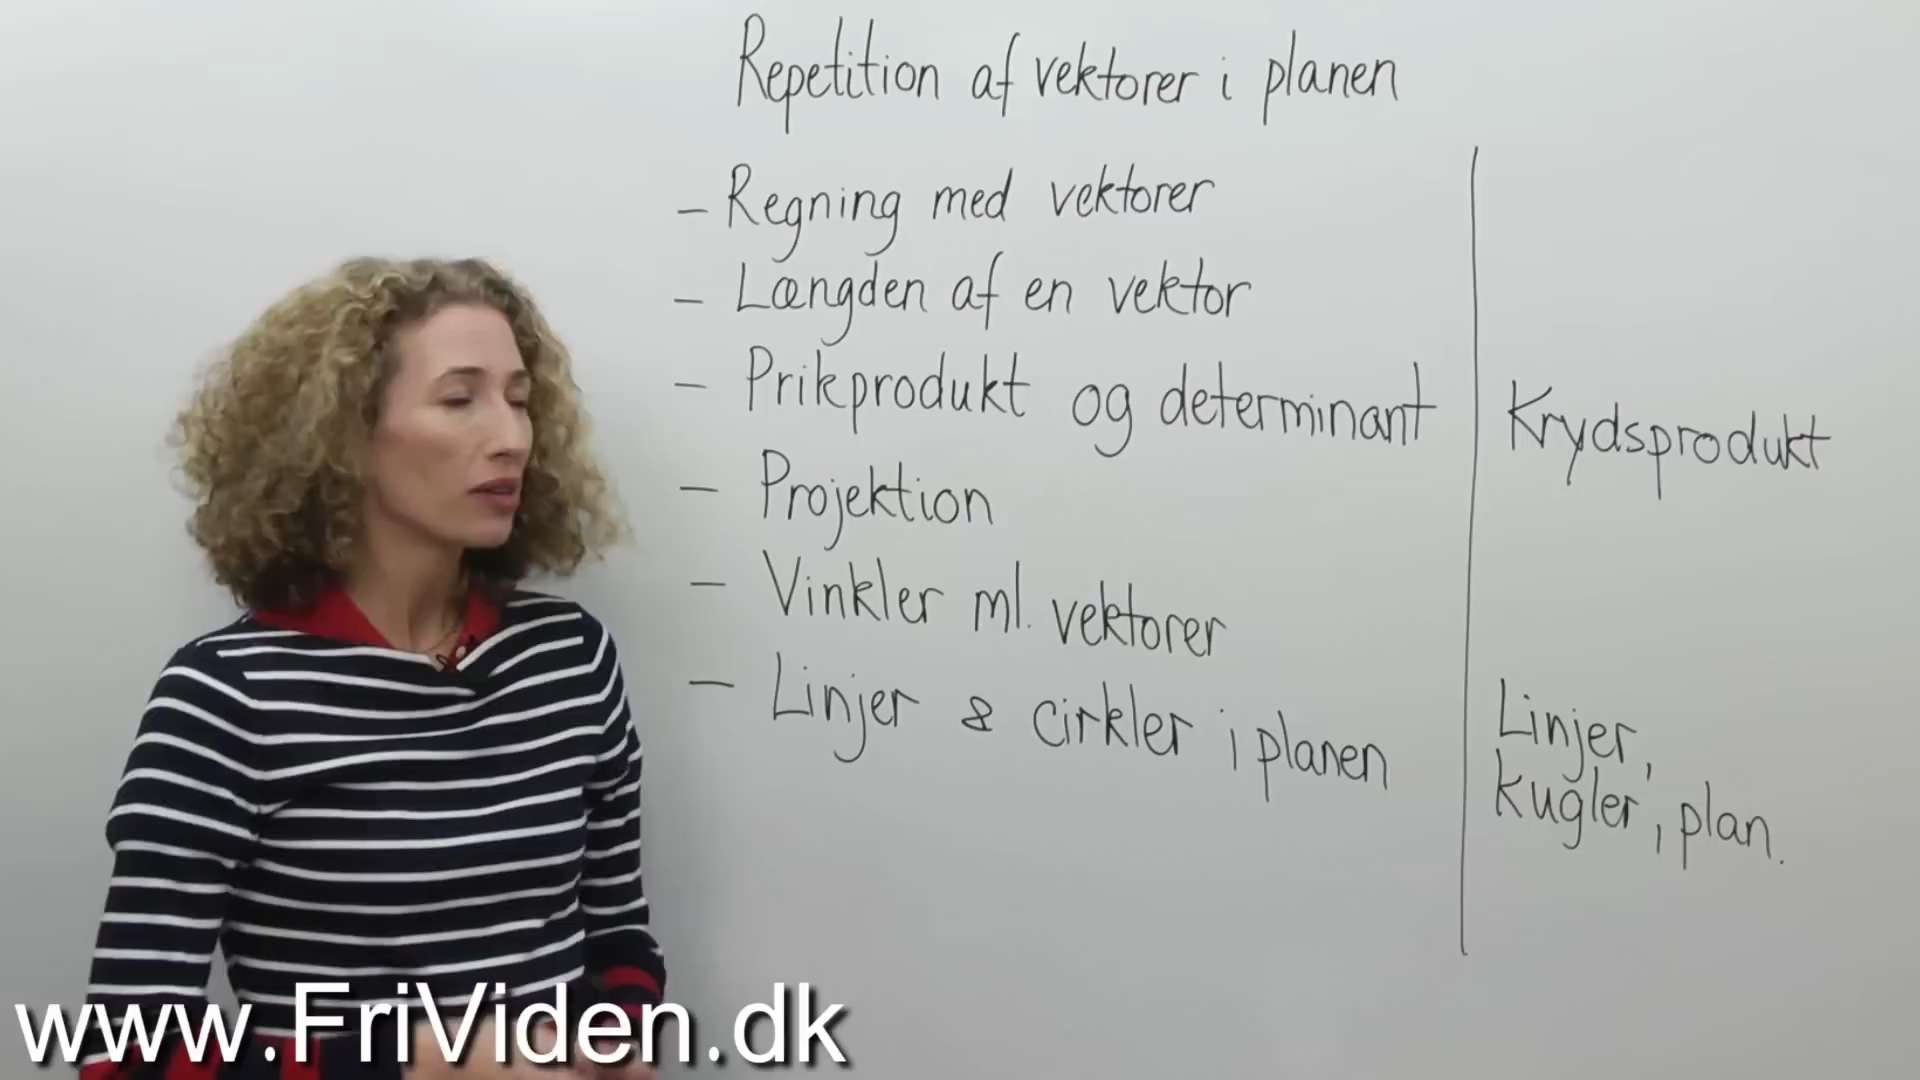 Repetition af vektorer i planen
– Regning med vektorer
– Længden af en vektor
– Prikprodukt og determinant
Krydsprodukt
– Projektion
– Vinkler ml. vektorer
– Linjer & cirkler i planen
Linjer,
kugler, plan.
www.FriViden.dk